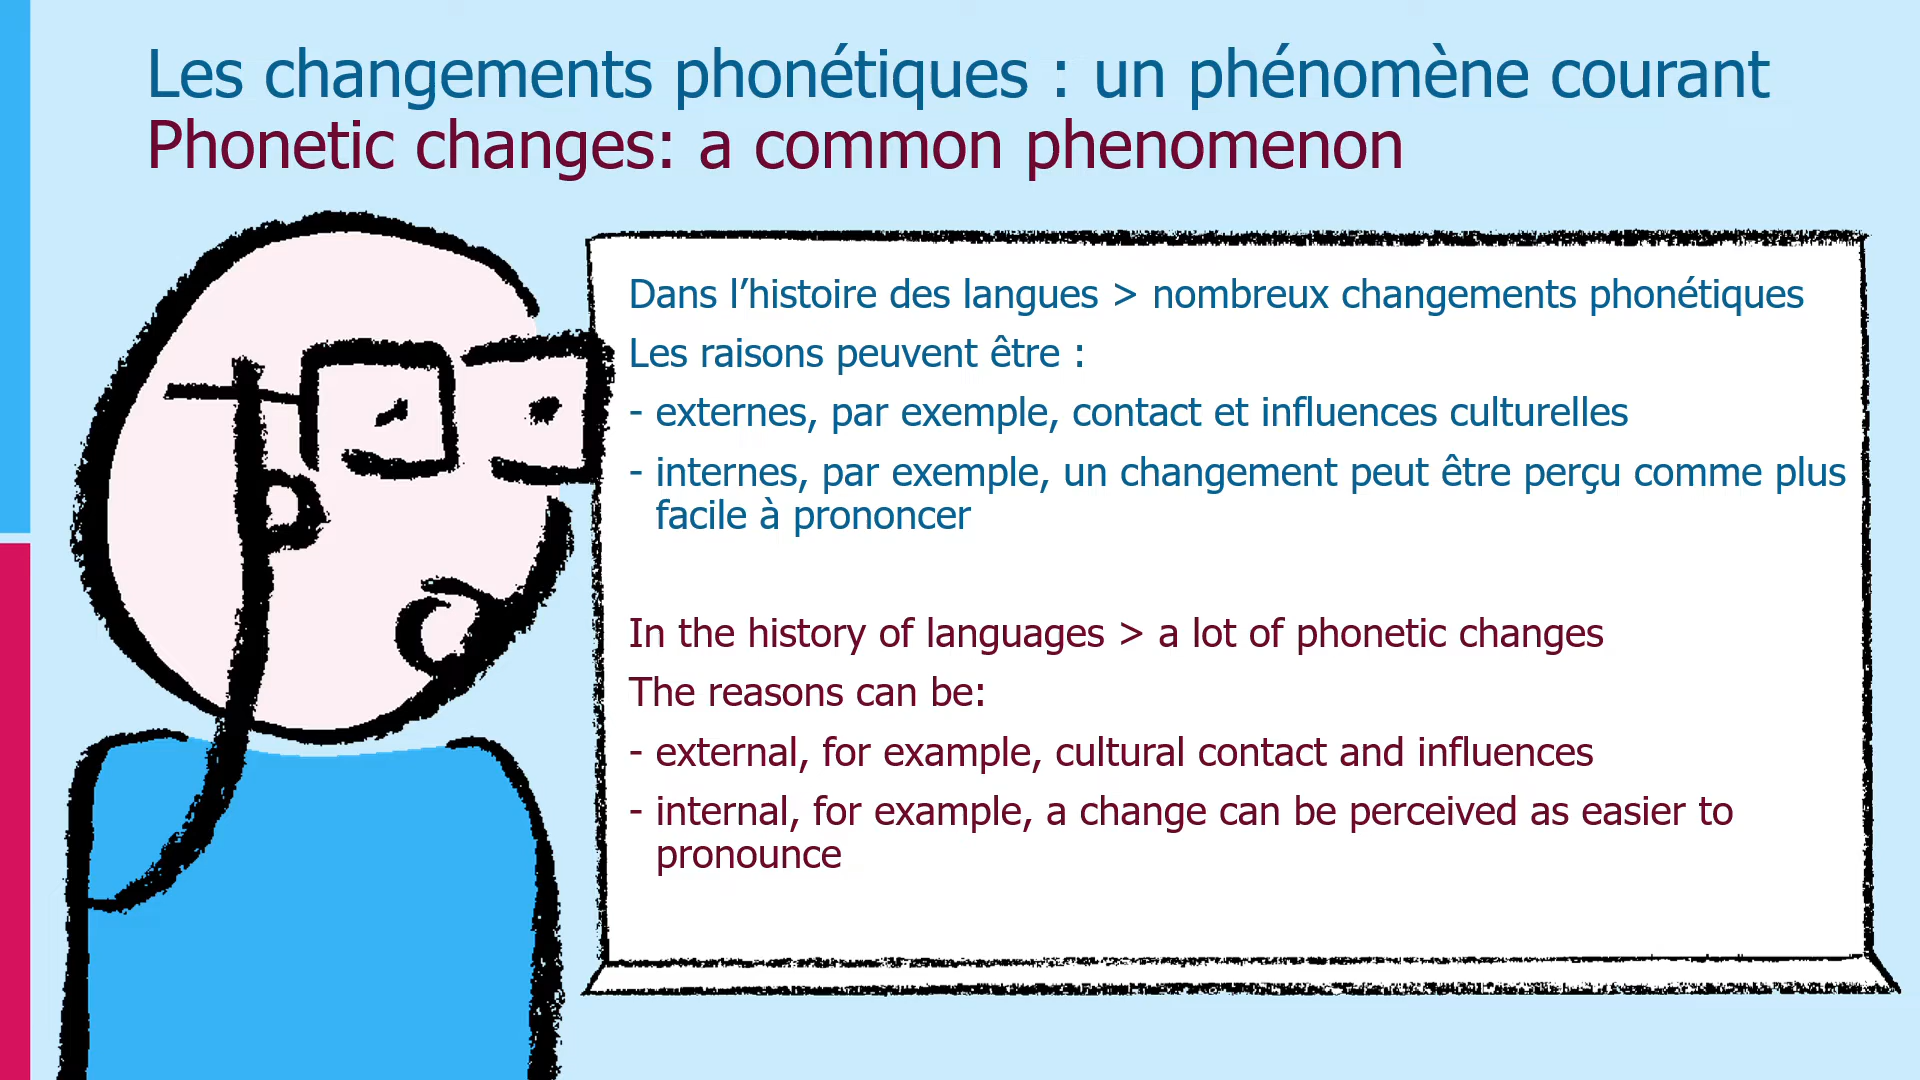 Les changements phonétiques : un phénomène courant
Phonetic changes: a common phenomenon
Dans l’histoire des langues > nombreux changements phonétiques
Les raisons peuvent être :
- externes, par exemple, contact et influences culturelles
- internes, par exemple, un changement peut être perçu comme plus
facile à prononcer
In the history of languages > a lot of phonetic changes
The reasons can be:
- external, for example, cultural contact and influences
- internal, for example, a change can be perceived as easier to
pronounce